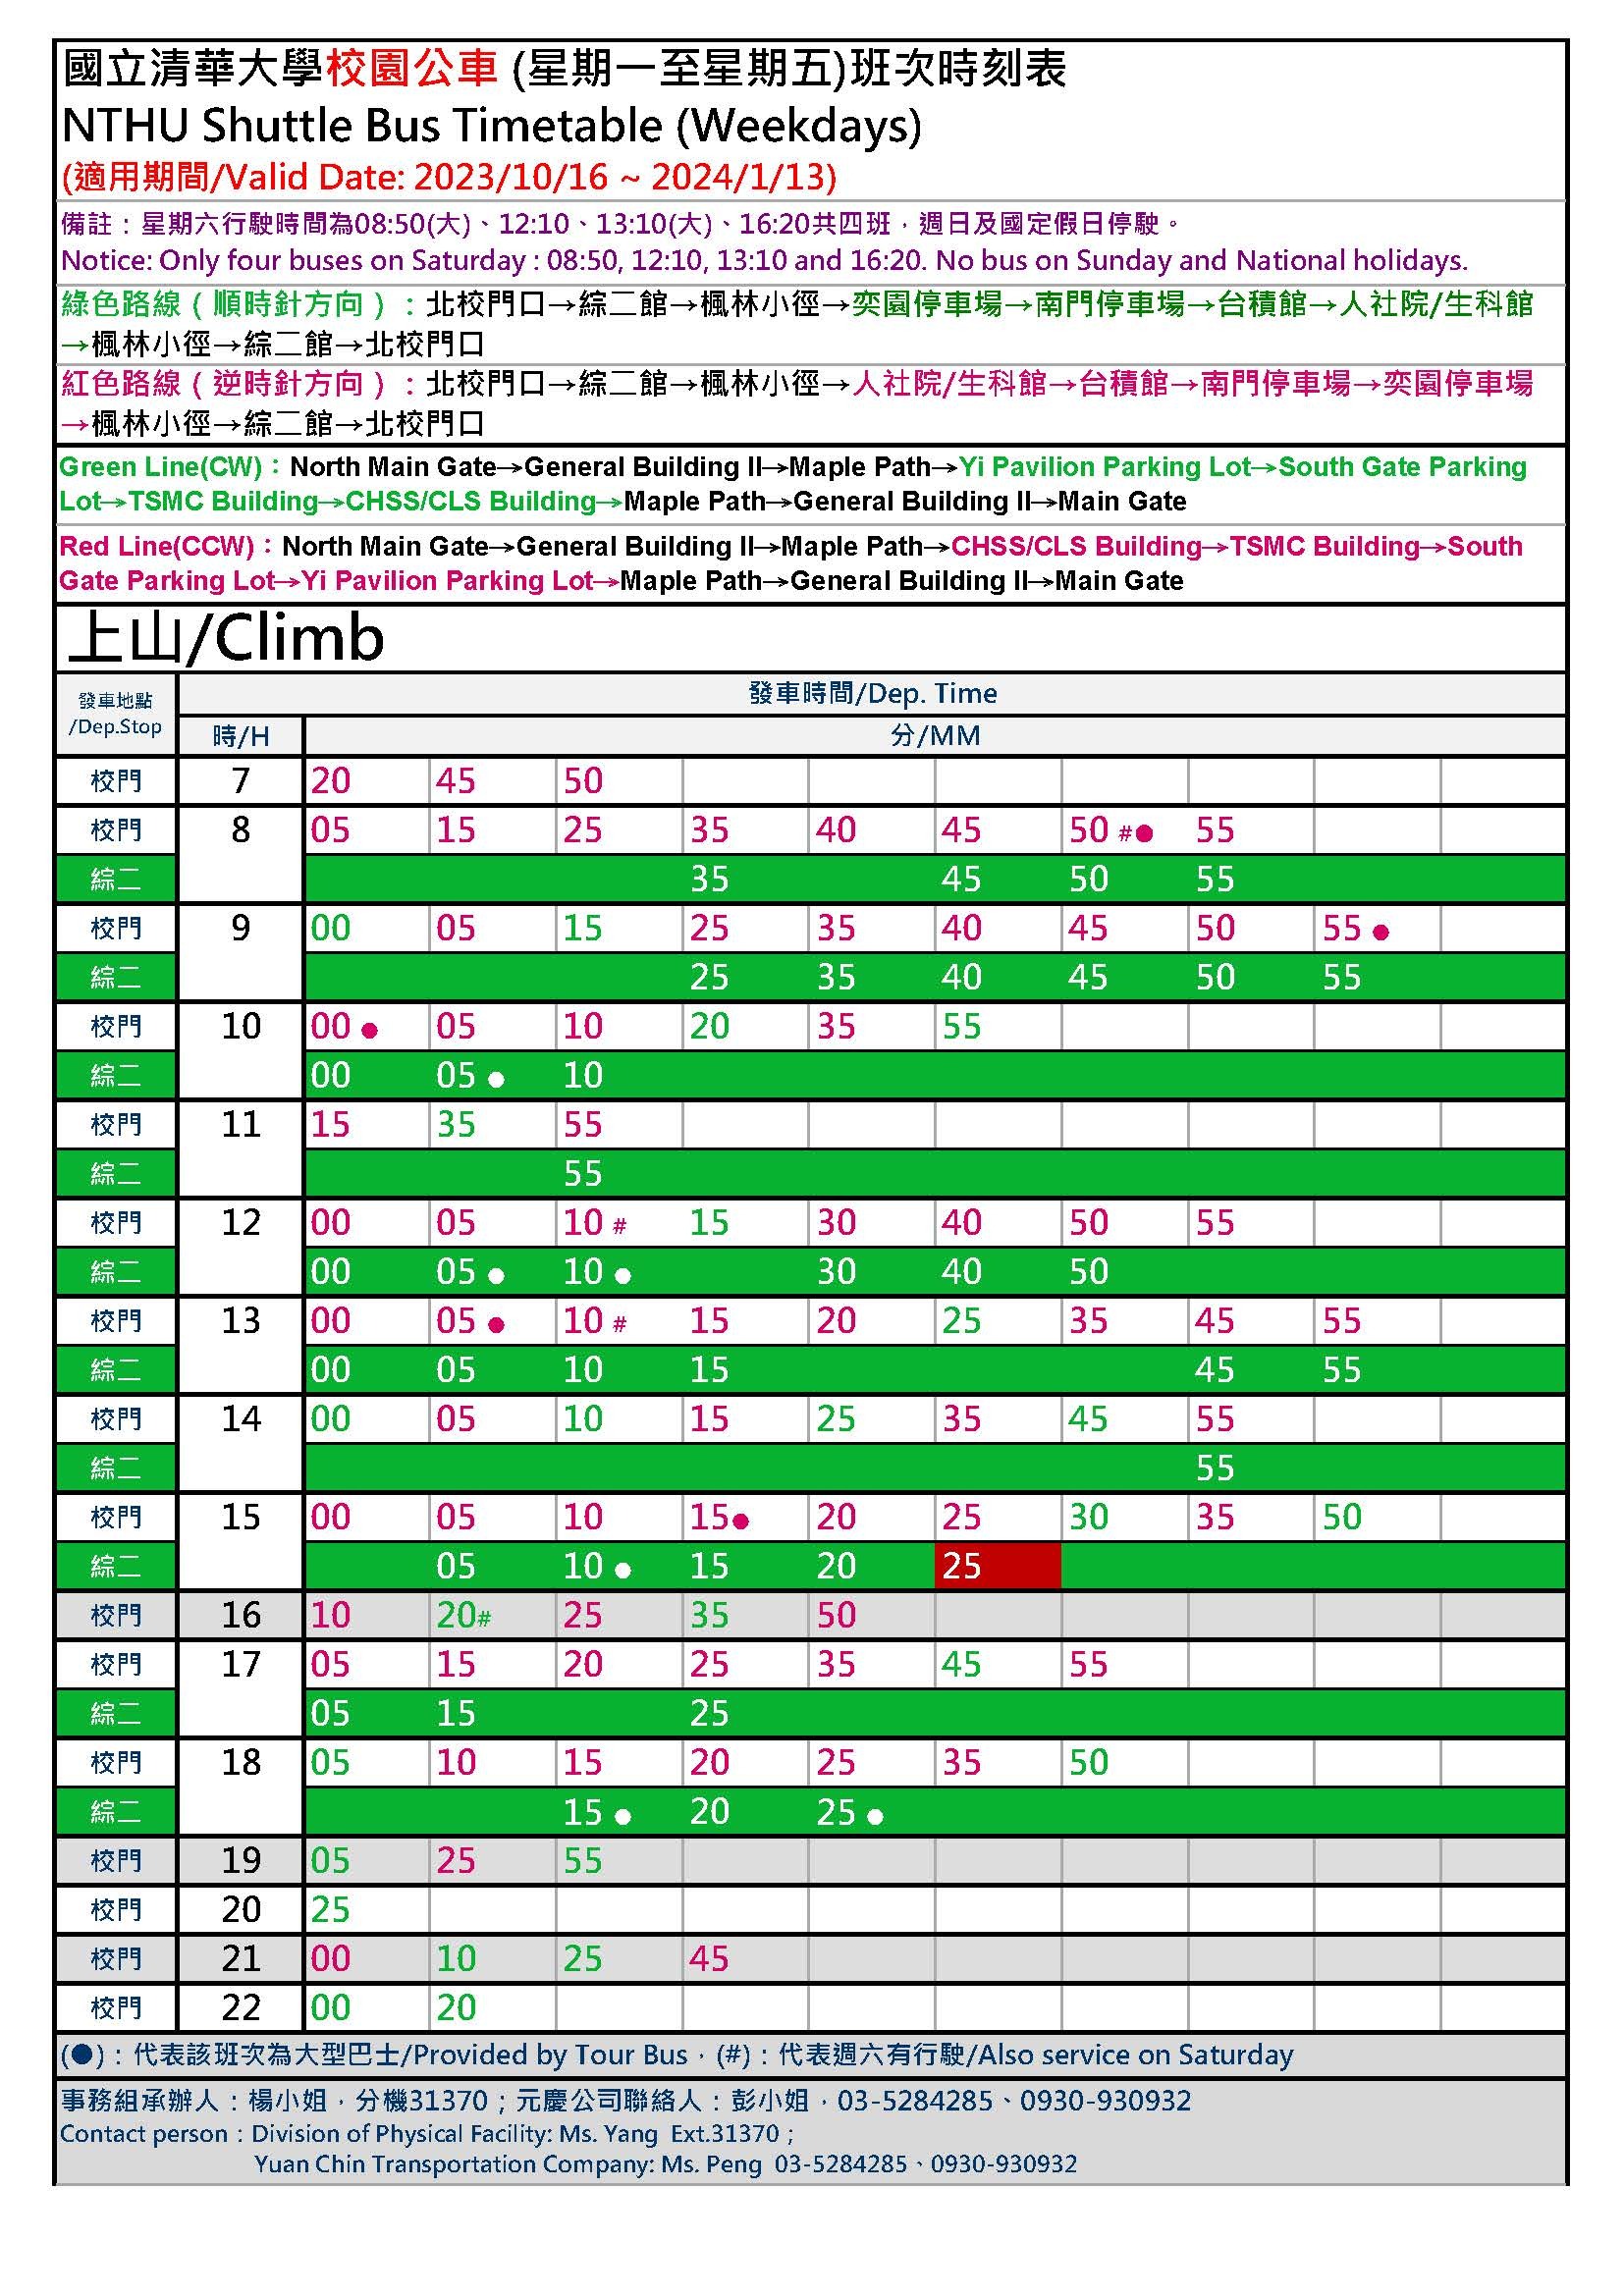 國立清華大學校園公車 (星期一至星期五)班次時刻表
NTHU Shuttle Bus Timetable (Weekdays)
(適用期間/Valid Date: 2023/10/16 ~ 2024/1/13)
備註：星期六行駛時間為08:50(大)、12:10、13:10(大)、16:20共四班，週日及國定假日停駛。
Notice: Only four buses on Saturday : 08:50, 12:10, 13:10 and 16:20. No bus on Sunday and National holidays.
綠色路線（順時針方向）：北校門口→綜二館→楓林小徑→奕園停車場→南門停車場→台積館→人社院/生科館
→楓林小徑→綜二館→北校門口
紅色路線（逆時針方向）：北校門口→綜二館→楓林小徑→人社院/生科館→台積館→南門停車場→奕園停車場
→楓林小徑→綜二館→北校門口
Green Line(CW)：North Main Gate→General Building II→Maple Path→Yi Pavilion Parking Lot→South Gate Parking
Lot→TSMC Building→CHSS/CLS Building→Maple Path→General Building II→Main Gate
Red Line(CCW)：North Main Gate→General Building II→Maple Path→CHSS/CLS Building→TSMC Building→South
Gate Parking Lot→Yi Pavilion Parking Lot→Maple Path→General Building II→Main Gate
上山/Climb
發車地點
/Dep.Stop
發車時間/Dep. Time
時/H 分/MM
校門 7 20 45 50
校門 8 05 15 25 35 40 45 50 #● 55
綜二 35 45 50 55
校門 9 00 05 15 25 35 40 45 50 55 ●
綜二 25 35 40 45 50 55
校門 10 00 ● 05 10 20 35 55
綜二 00 05 ● 10
校門 11 15 35 55
綜二 55
校門 12 00 05 10 # 15 30 40 50 55
綜二 00 05 ● 10 ● 30 40 50
校門 13 00 05 ● 10 # 15 20 25 35 45 55
綜二 00 05 10 15 45 55
校門 14 00 05 10 15 25 35 45 55
綜二 55
校門 15 00 05 10 15● 20 25 30 35 50
綜二 05 10 ● 15 20 25
校門 16 10 20# 25 35 50
校門 17 05 15 20 25 35 45 55
綜二 05 15 25
校門 18 05 10 15 20 25 35 50
綜二 15 ● 20 25 ●
校門 19 05 25 55
校門 20 25
校門 21 00 10 25 45
校門 22 00 20
(●)：代表該班次為大型巴士/Provided by Tour Bus，(#)：代表週六有行駛/Also service on Saturday
事務組承辦人：楊小姐，分機31370；元慶公司聯絡人：彭小姐，03-5284285、0930-930932
Contact person：Division of Physical Facility: Ms. Yang Ext.31370；
Yuan Chin Transportation Company: Ms. Peng 03-5284285、0930-930932